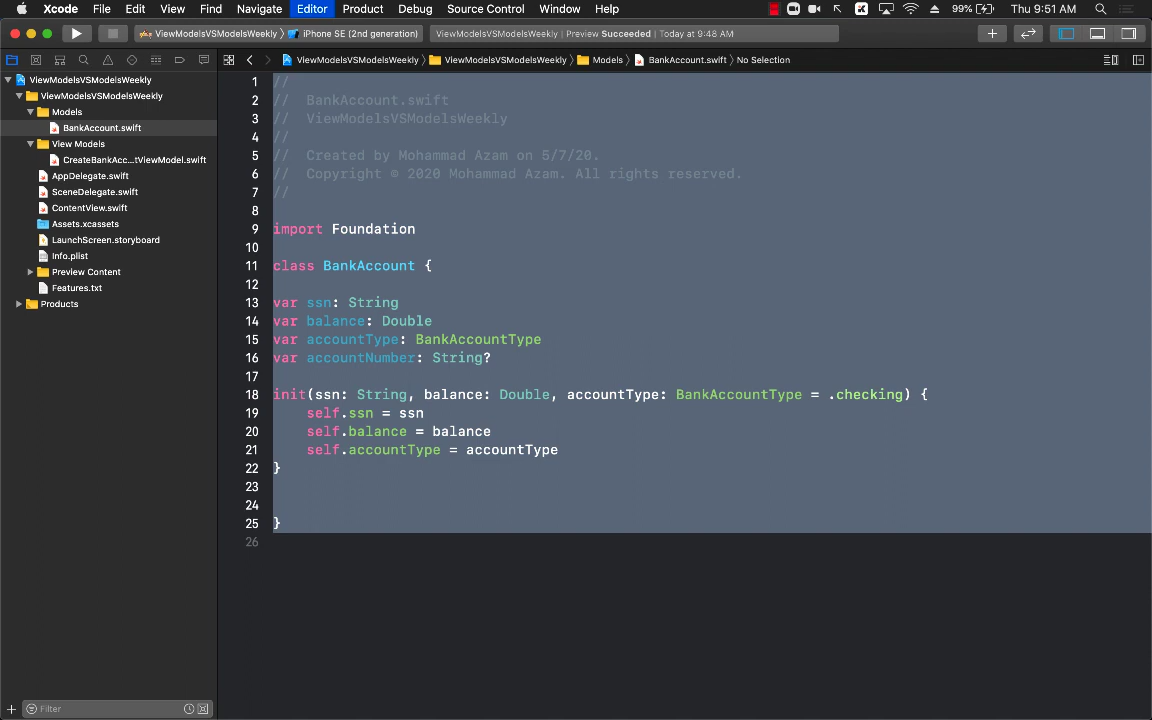 Xcode File Edit View Find Navigate Editor Product Debug Source Control Window Help 99% Thu 9:51 AM
ViewModelsVSModelsWeekly iPhone SE (2nd generation) ViewModelsVSModelsWeekly | Preview Succeeded | Today at 9:48 AM
ViewModelsVSModelsWeekly ViewModelsVSModelsWeekly Models BankAccount.swift No Selection
ViewModelsVSModelsWeekly
ViewModelsVSModelsWeekly
Models
BankAccount.swift
View Models
CreateBankAcc...tViewModel.swift
AppDelegate.swift
SceneDelegate.swift
ContentView.swift
Assets.xcassets
LaunchScreen.storyboard
Info.plist
Preview Content
Features.txt
Products
Filter
1 //
2 // BankAccount.swift
3 // ViewModelsVSModelsWeekly
4 //
5 // Created by Mohammad Azam on 5/7/20.
6 // Copyright © 2020 Mohammad Azam. All rights reserved.
7 //
8
9 import Foundation
10
11 class BankAccount {
12
13 var ssn: String
14 var balance: Double
15 var accountType: BankAccountType
16 var accountNumber: String?
17
18 init(ssn: String, balance: Double, accountType: BankAccountType = .checking) {
19 self.ssn = ssn
20 self.balance = balance
21 self.accountType = accountType
22 }
23
24
25 }
26